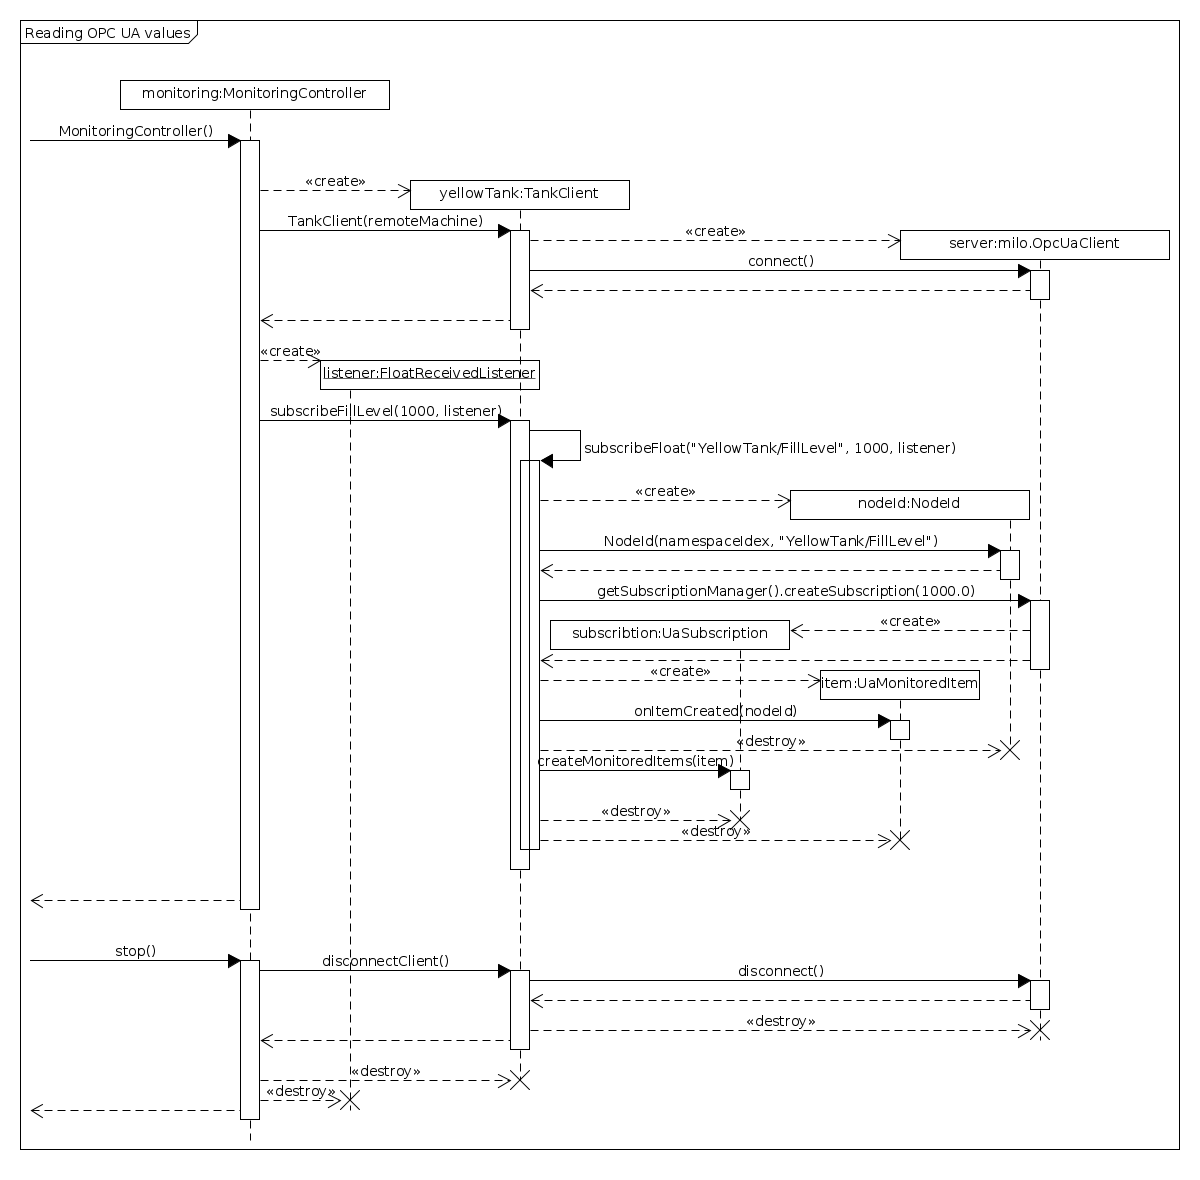 Reading OPC UA values
monitoring:MonitoringController
MonitoringController()
«create»
yellowTank:TankClient
TankClient(remoteMachine)
«create»
server:milo.OpcUaClient
connect()
«create»
listener:FloatReceivedListener
subscribeFillLevel(1000, listener)
subscribeFloat("YellowTank/FillLevel", 1000, listener)
«create»
nodeId:NodeId
NodeId(namespaceIdex, "YellowTank/FillLevel")
getSubscriptionManager().createSubscription(1000.0)
«create»
subscribtion:UaSubscription
«create»
item:UaMonitoredItem
onItemCreated(nodeId)
«destroy»
createMonitoredItems(item)
«destroy»
«destroy»
stop()
disconnectClient()
disconnect()
«destroy»
«destroy»
«destroy»